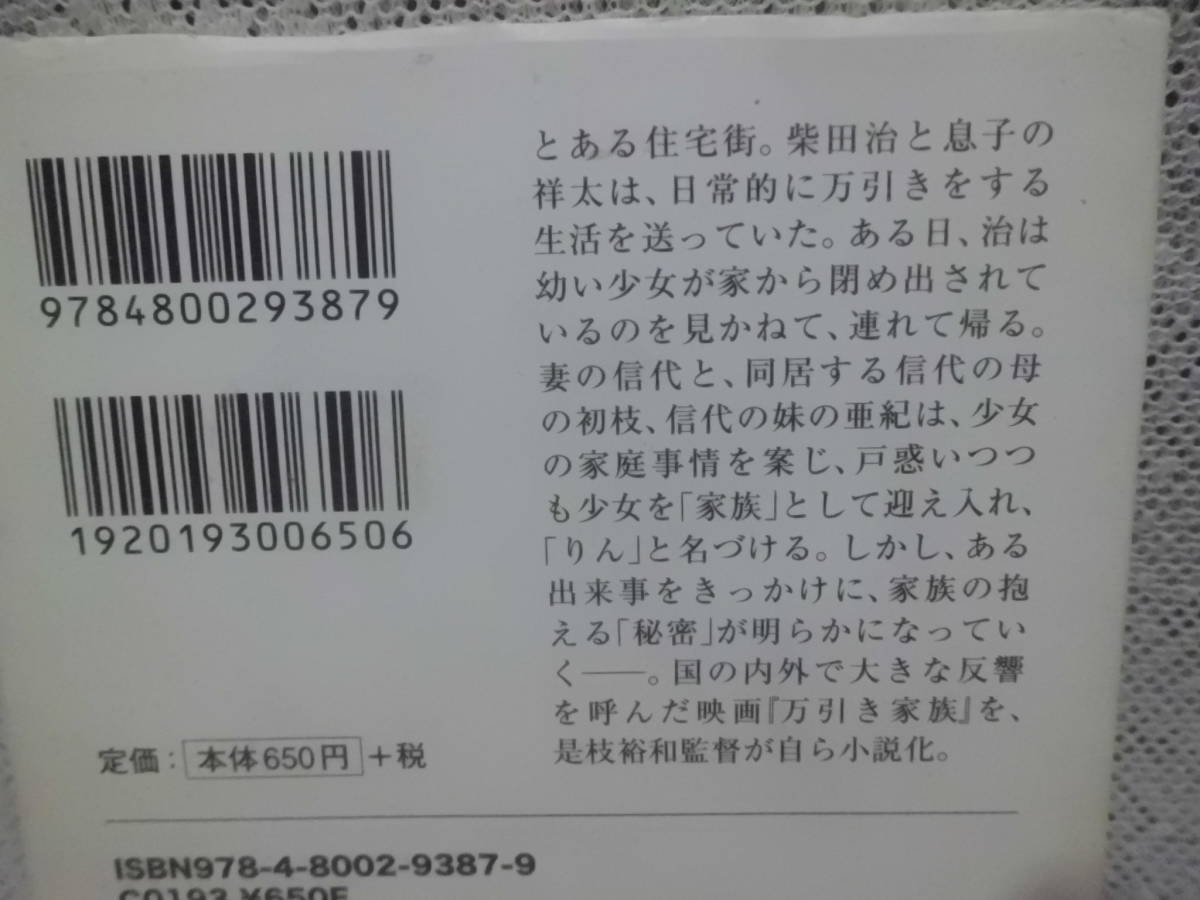 9784800293879
1920193006506
とある住宅街。柴田治と息子の
祥太は、日常的に万引きをする
生活を送っていた。ある日、治は
幼い少女が家から閉め出されて
いるのを見かねて、連れて帰る。
妻の信代と、同居する信代の母
の初枝、信代の妹の亜紀は、少女
の家庭事情を案じ、戸惑いつつ
も少女を「家族」として迎え入れ、
「りん」と名づける。しかし、ある
出来事をきっかけに、家族の抱
える「秘密」が明らかになってい
く――。国の内外で大きな反響
を呼んだ映画『万引き家族』を、
是枝裕和監督が自ら小説化。
定価：本体650円+税
ISBN978-4-8002-9387-9
C0193 ¥650E